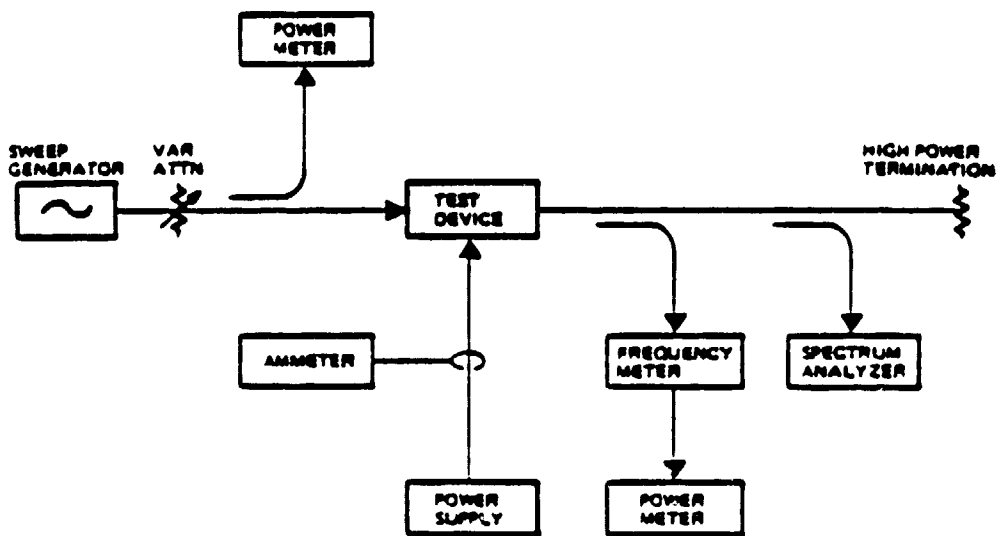 POWER
METER
SWEEP
GENERATOR
VAR
ATTN
HIGH POWER
TERMINATION
TEST
DEVICE
AMMETER
FREQUENCY
METER
SPECTRUM
ANALYZER
POWER
SUPPLY
POWER
METER